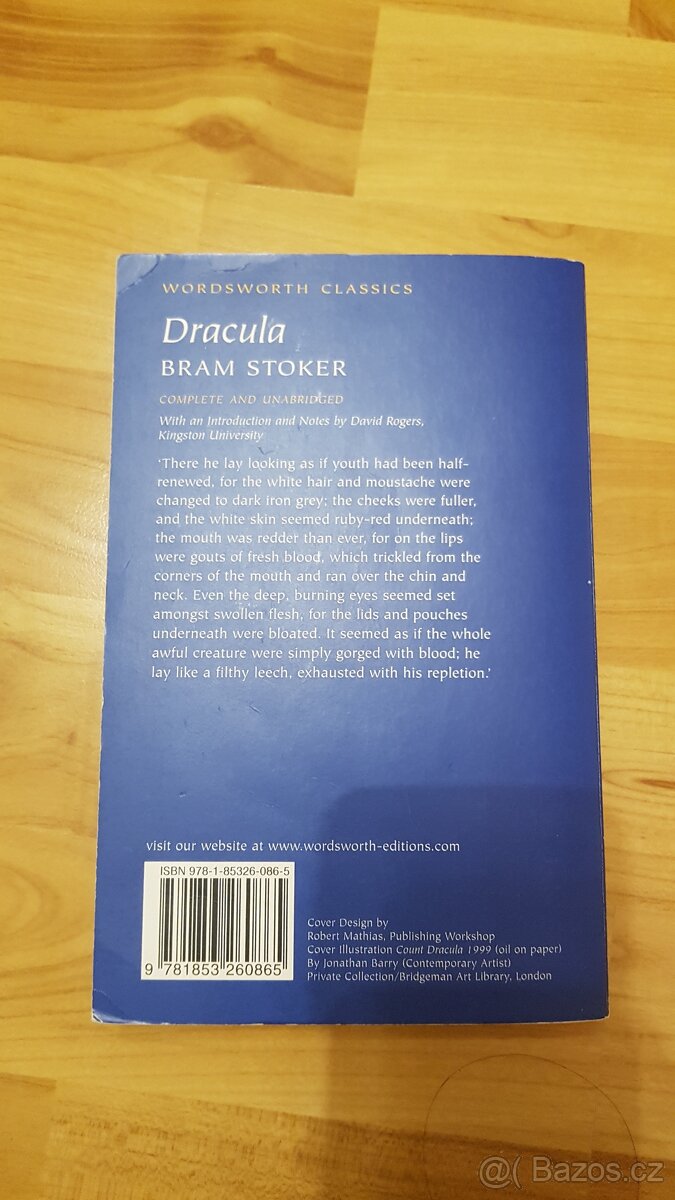 WORDSWORTH CLASSICS
Dracula
BRAM STOKER
COMPLETE AND UNABRIDGED
With an Introduction and Notes by David Rogers,
Kingston University
'There he lay looking as if youth had been half-
renewed, for the white hair and moustache were
changed to dark iron grey; the cheeks were fuller,
and the white skin seemed ruby-red underneath;
the mouth was redder than ever, for on the lips
were gouts of fresh blood, which trickled from the
corners of the mouth and ran over the chin and
neck. Even the deep, burning eyes seemed set
amongst swollen flesh; for the lids and pouches
underneath were bloated. It seemed as if the whole
awful creature were simply gorged with blood; he
lay like a filthy leech, exhausted with his repletion.'
visit our website at www.wordsworth-editions.com
ISBN 978-1-85326-086-5
9 781853 260865
Cover Design by
Robert Mathias, Publishing Workshop
Cover Illustration Count Dracula 1999 (oil on paper)
By Jonathan Barry (Contemporary Artist)
Private Collection/Bridgeman Art Library, London
@( Bazos.cz